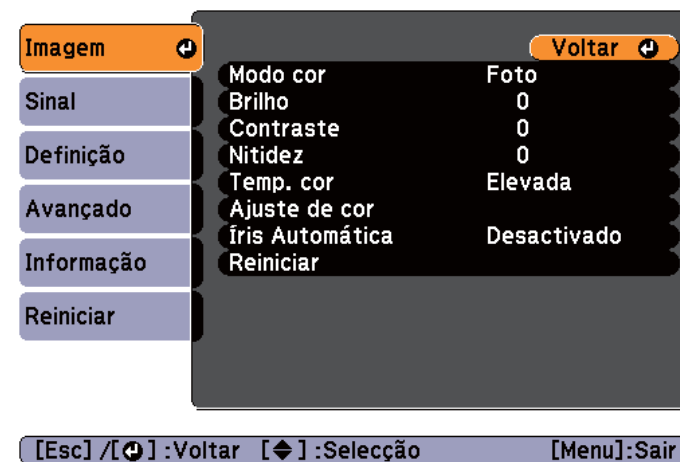 Imagem
Sinal
Definição
Avançado
Informação
Reiniciar
Voltar
Modo cor Foto
Brilho 0
Contraste 0
Nitidez 0
Temp. cor Elevada
Ajuste de cor
Íris Automática Desactivado
Reiniciar
[Esc] /[⏎] :Voltar [◆] :Selecção [Menu]:Sair